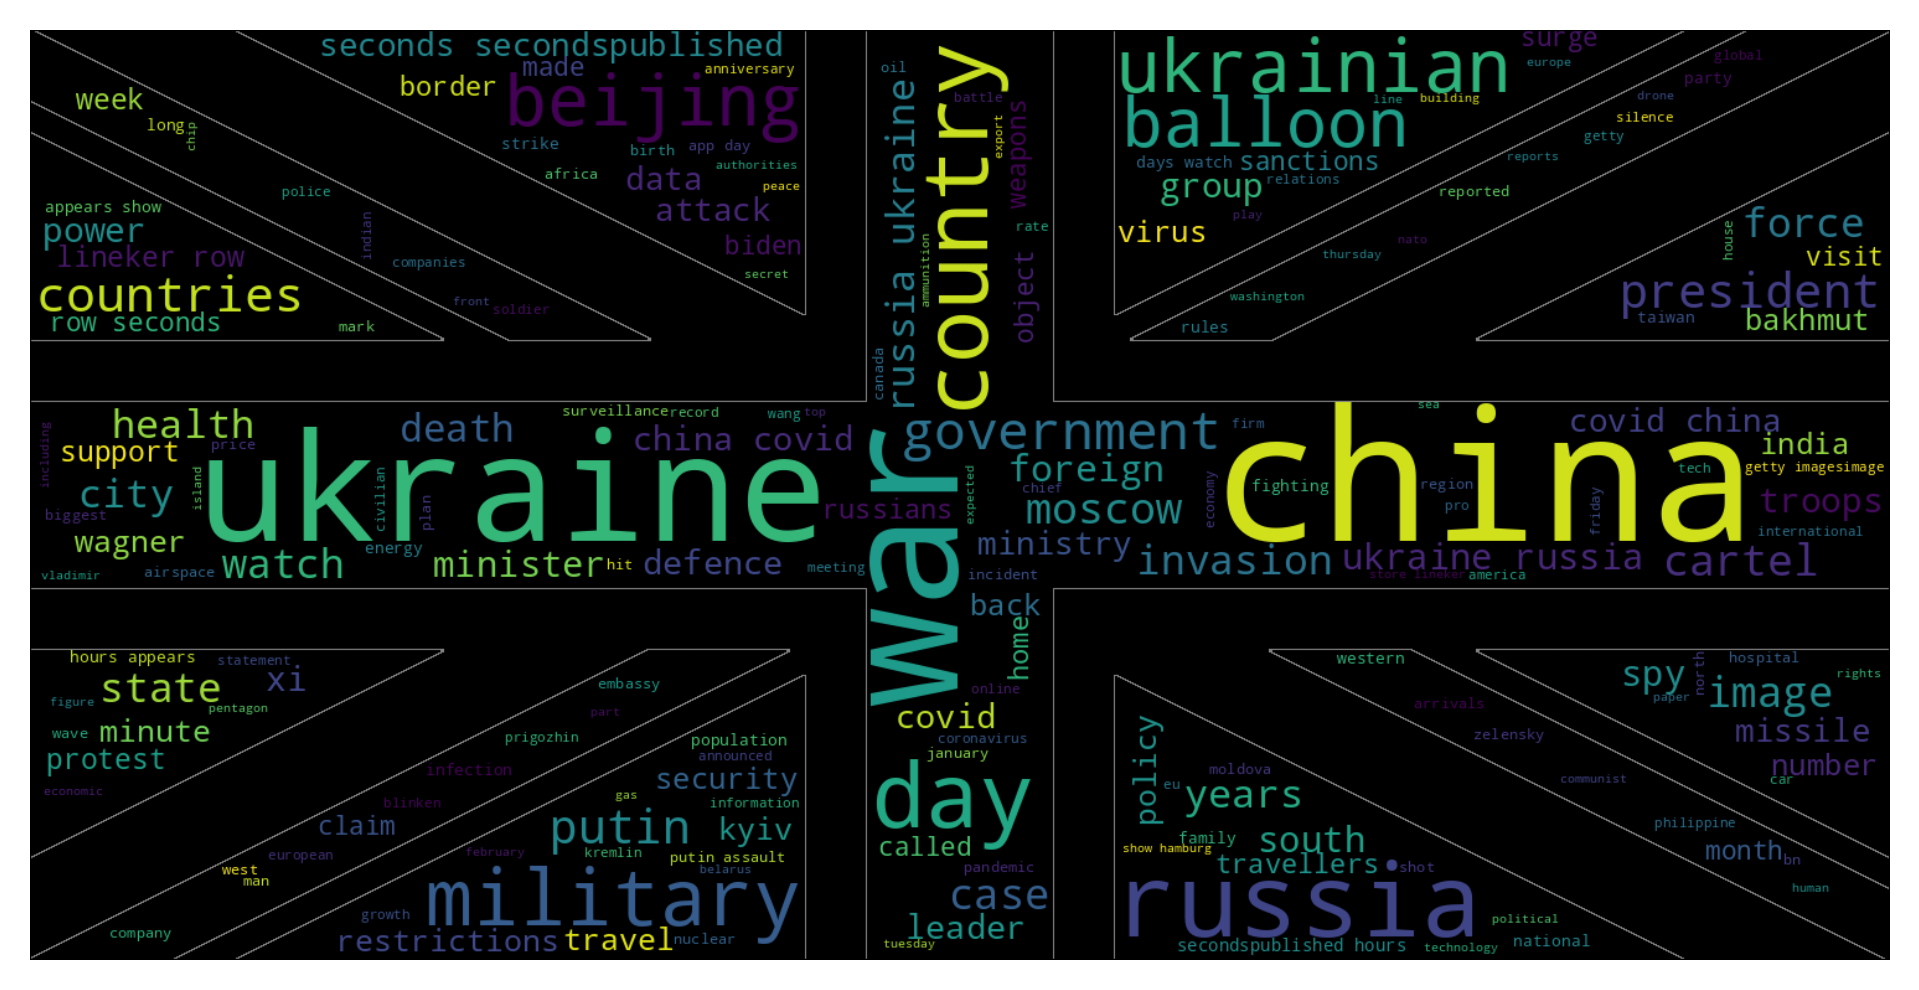 seconds secondspublished
made
anniversary
border
beijing
week
long
chip
strike
birth
app day
authorities
africa
data
peace
police
attack
appears show
power
indian
lineker row
biden
companies
secret
countries
front
soldier
row seconds
mark
oil
country
battle
weapons
export
russia ukraine
rate
ammunition
object
canada
ukrainian
surge
europe
global
party
balloon
line
building
drone
silence
getty
days watch
sanctions
reports
group
relations
reported
play
virus
nato
force
house
thursday
visit
washington
president
taiwan
rules
bakhmut
surveillance
record
wang
top
health
death
china covid
including
support
price
ukraine
city
island
civilian
plan
biggest
russians
wagner
energy
watch
minister
hit
defence
meeting
vladimir
airspace
war
government
firm
foreign
expected
chief
moscow
economy
ministry
invasion
incident
back
home
sea
covid china
india
china
tech
getty imagesimage
fighting
region
pro
friday
troops
international
ukraine russia
cartel
store lineker
america
hours appears
statement
xi
state
figure
pentagon
wave
minute
protest
economic
embassy
part
prigozhin
population
announced
infection
security
gas
information
blinken
claim
putin
kyiv
european
february
kremlin
putin assault
west
man
belarus
military
growth
company
restrictions
travel
nuclear
online
covid
coronavirus
january
day
called
pandemic
case
leader
tuesday
western
arrivals
zelensky
policy
moldova
eu
years
communist
family
south
show hamburg
travellers
shot
russia
political
secondspublished hours
technology
national
north
hospital
spy
paper
image
rights
missile
number
car
philippine
month
bn
human